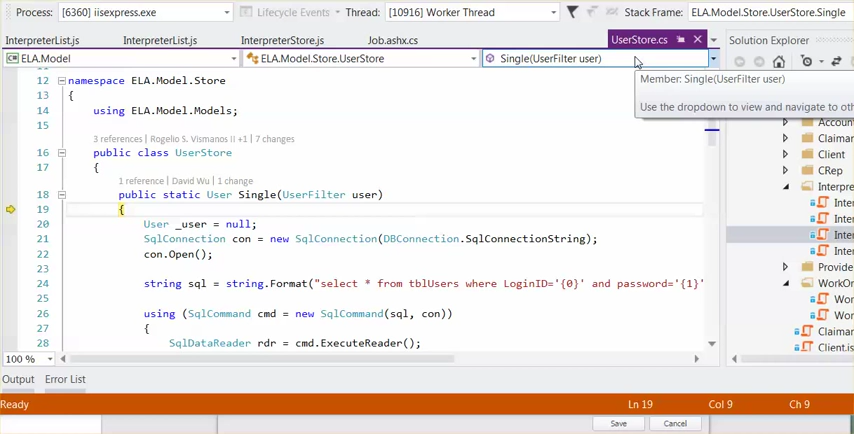 Process: [6360] iisexpress.exe Lifecycle Events Thread: [10916] Worker Thread Stack Frame: ELA.Model.Store.UserStore.Single
InterpreterList.js InterpreterList.js InterpreterStore.js Job.ashx.cs UserStore.cs Solution Explorer
ELA.Model ELA.Model.Store.UserStore Single(UserFilter user)
Member: Single(UserFilter user)
Use the dropdown to view and navigate to oth
12 namespace ELA.Model.Store
13 {
14 using ELA.Model.Models;
15
3 references | Rogelio S. Vismanos II +1 | 7 changes
16 public class UserStore
17 {
1 reference | David Wu | 1 change
18 public static User Single(UserFilter user)
19 {
20 User _user = null;
21 SqlConnection con = new SqlConnection(DBConnection.SqlConnectionString);
22 con.Open();
23
24 string sql = string.Format("select * from tblUsers where LoginID='{0}' and password='{1}'
25
26 using (SqlCommand cmd = new SqlCommand(sql, con))
27 {
28 SqlDataReader rdr = cmd.ExecuteReader();
Accoun
Claiman
Client
CRep
Interpre
Inter
Inter
Inter
Inter
Provide
WorkOr
Wor
Wor
Claimar
Client.js
100 %
Output Error List
Ready Ln 19 Col 9 Ch 9
Save Cancel